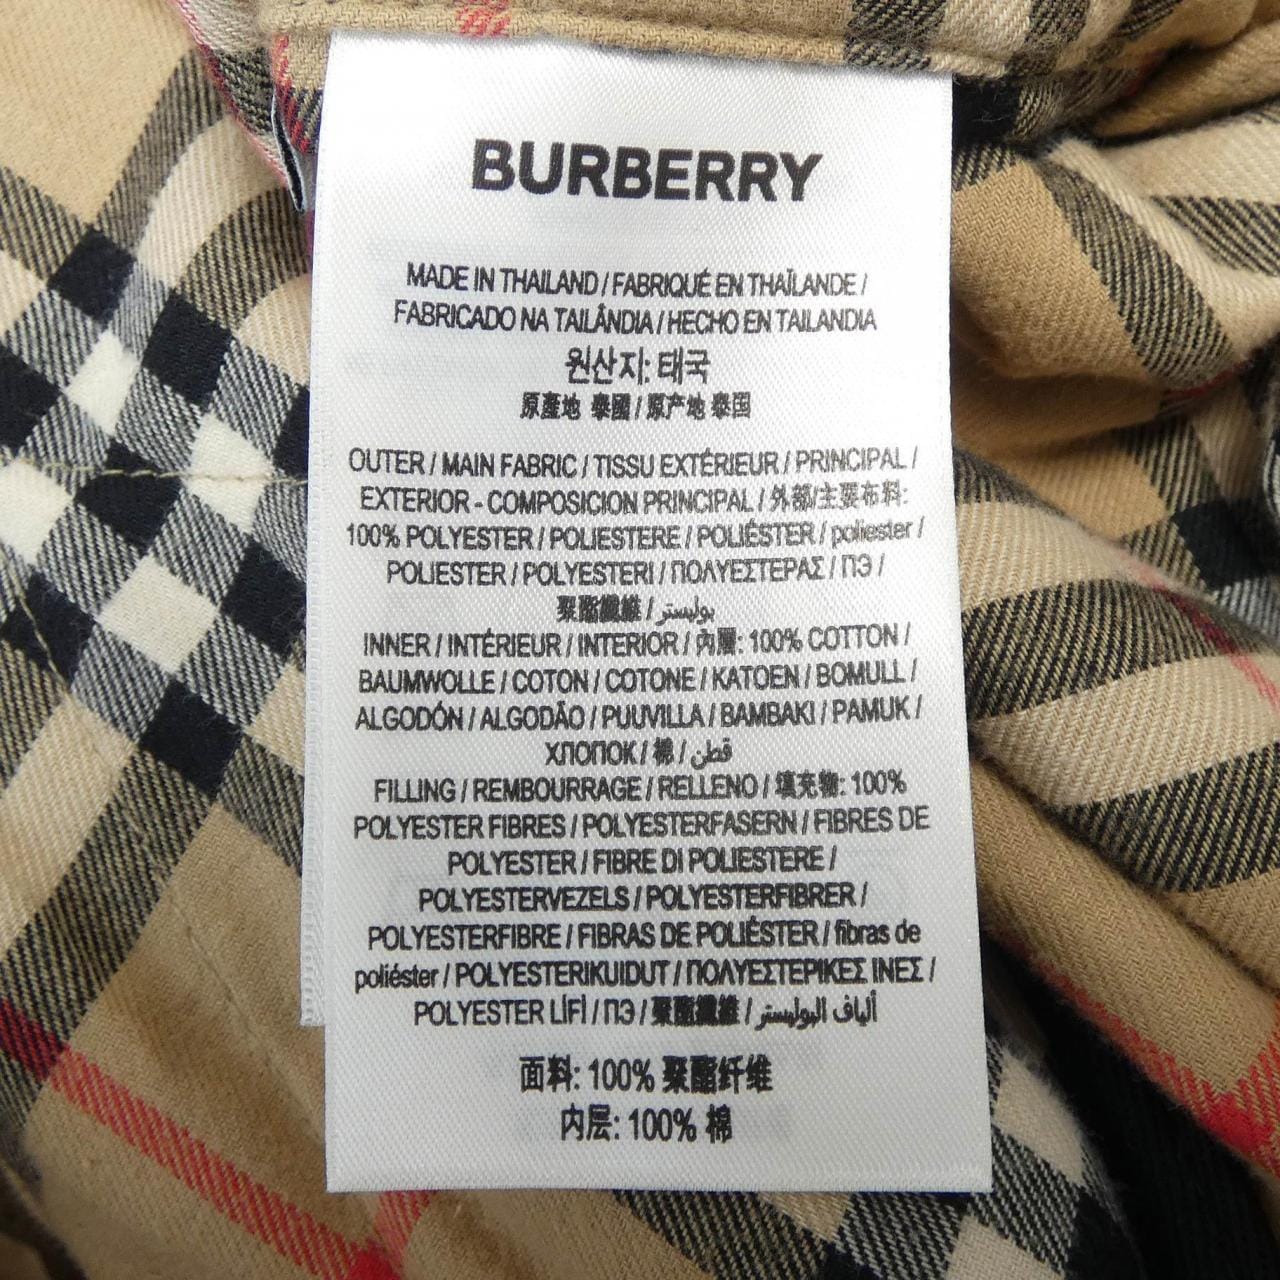 BURBERRY
MADE IN THAILAND / FABRIQUÉ EN THAÏLANDE /
FABRICADO NA TAILÂNDIA / HECHO EN TAILANDIA
원산지: 태국
原產地 泰國 / 原产地 泰国
OUTER / MAIN FABRIC / TISSU EXTÉRIEUR / PRINCIPAL /
EXTERIOR - COMPOSICION PRINCIPAL / 外部/主要布料:
100% POLYESTER / POLIESTERE / POLIÉSTER / poliester /
POLIESTER / POLYESTERI / ΠΟΛΥΕΣΤΕΡΑΣ / ПЭ /
聚酯纖維 / بوليستر
INNER / INTÉRIEUR / INTERIOR / 內層: 100% COTTON /
BAUMWOLLE / COTON / COTONE / KATOEN / BOMULL /
ALGODÓN / ALGODÃO / PUUVILLA / BAMBAKI / PAMUK /
ХЛОПОК / 棉 / قطن
FILLING / REMBOURRAGE / RELLENO / 填充物: 100%
POLYESTER FIBRES / POLYESTERFASERN / FIBRES DE
POLYESTER / FIBRE DI POLIESTERE /
POLYESTERVEZELS / POLYESTERFIBRER /
POLYESTERFIBRE / FIBRAS DE POLIÉSTER / fibras de
poliéster / POLYESTERIKUIDUT / ΠΟΛΥΕΣΤΕΡΙΚΕΣ ΙΝΕΣ /
POLYESTER LİFİ / ПЭ / 聚酯纖維 / ألياف البوليستر
面料: 100% 聚酯纤维
内层: 100% 棉